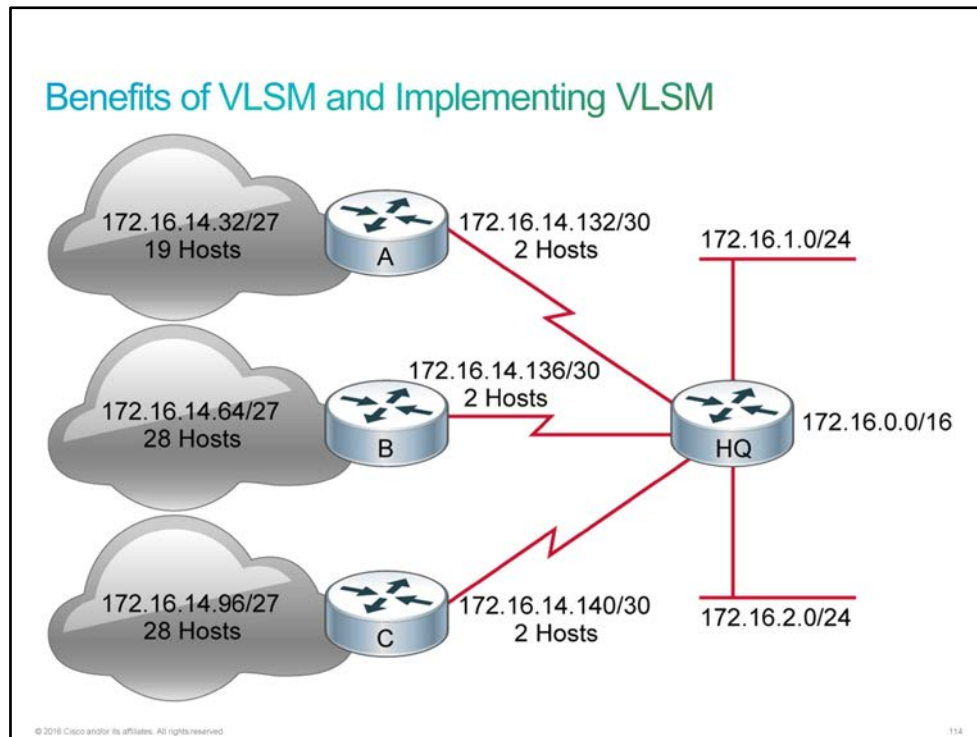 Benefits of VLSM and Implementing VLSM
172.16.14.32/27
19 Hosts
A
172.16.14.132/30
2 Hosts
172.16.1.0/24
172.16.14.64/27
28 Hosts
B
172.16.14.136/30
2 Hosts
HQ
172.16.0.0/16
172.16.14.96/27
28 Hosts
C
172.16.14.140/30
2 Hosts
172.16.2.0/24
© 2016 Cisco and/or its affiliates. All rights reserved.
114